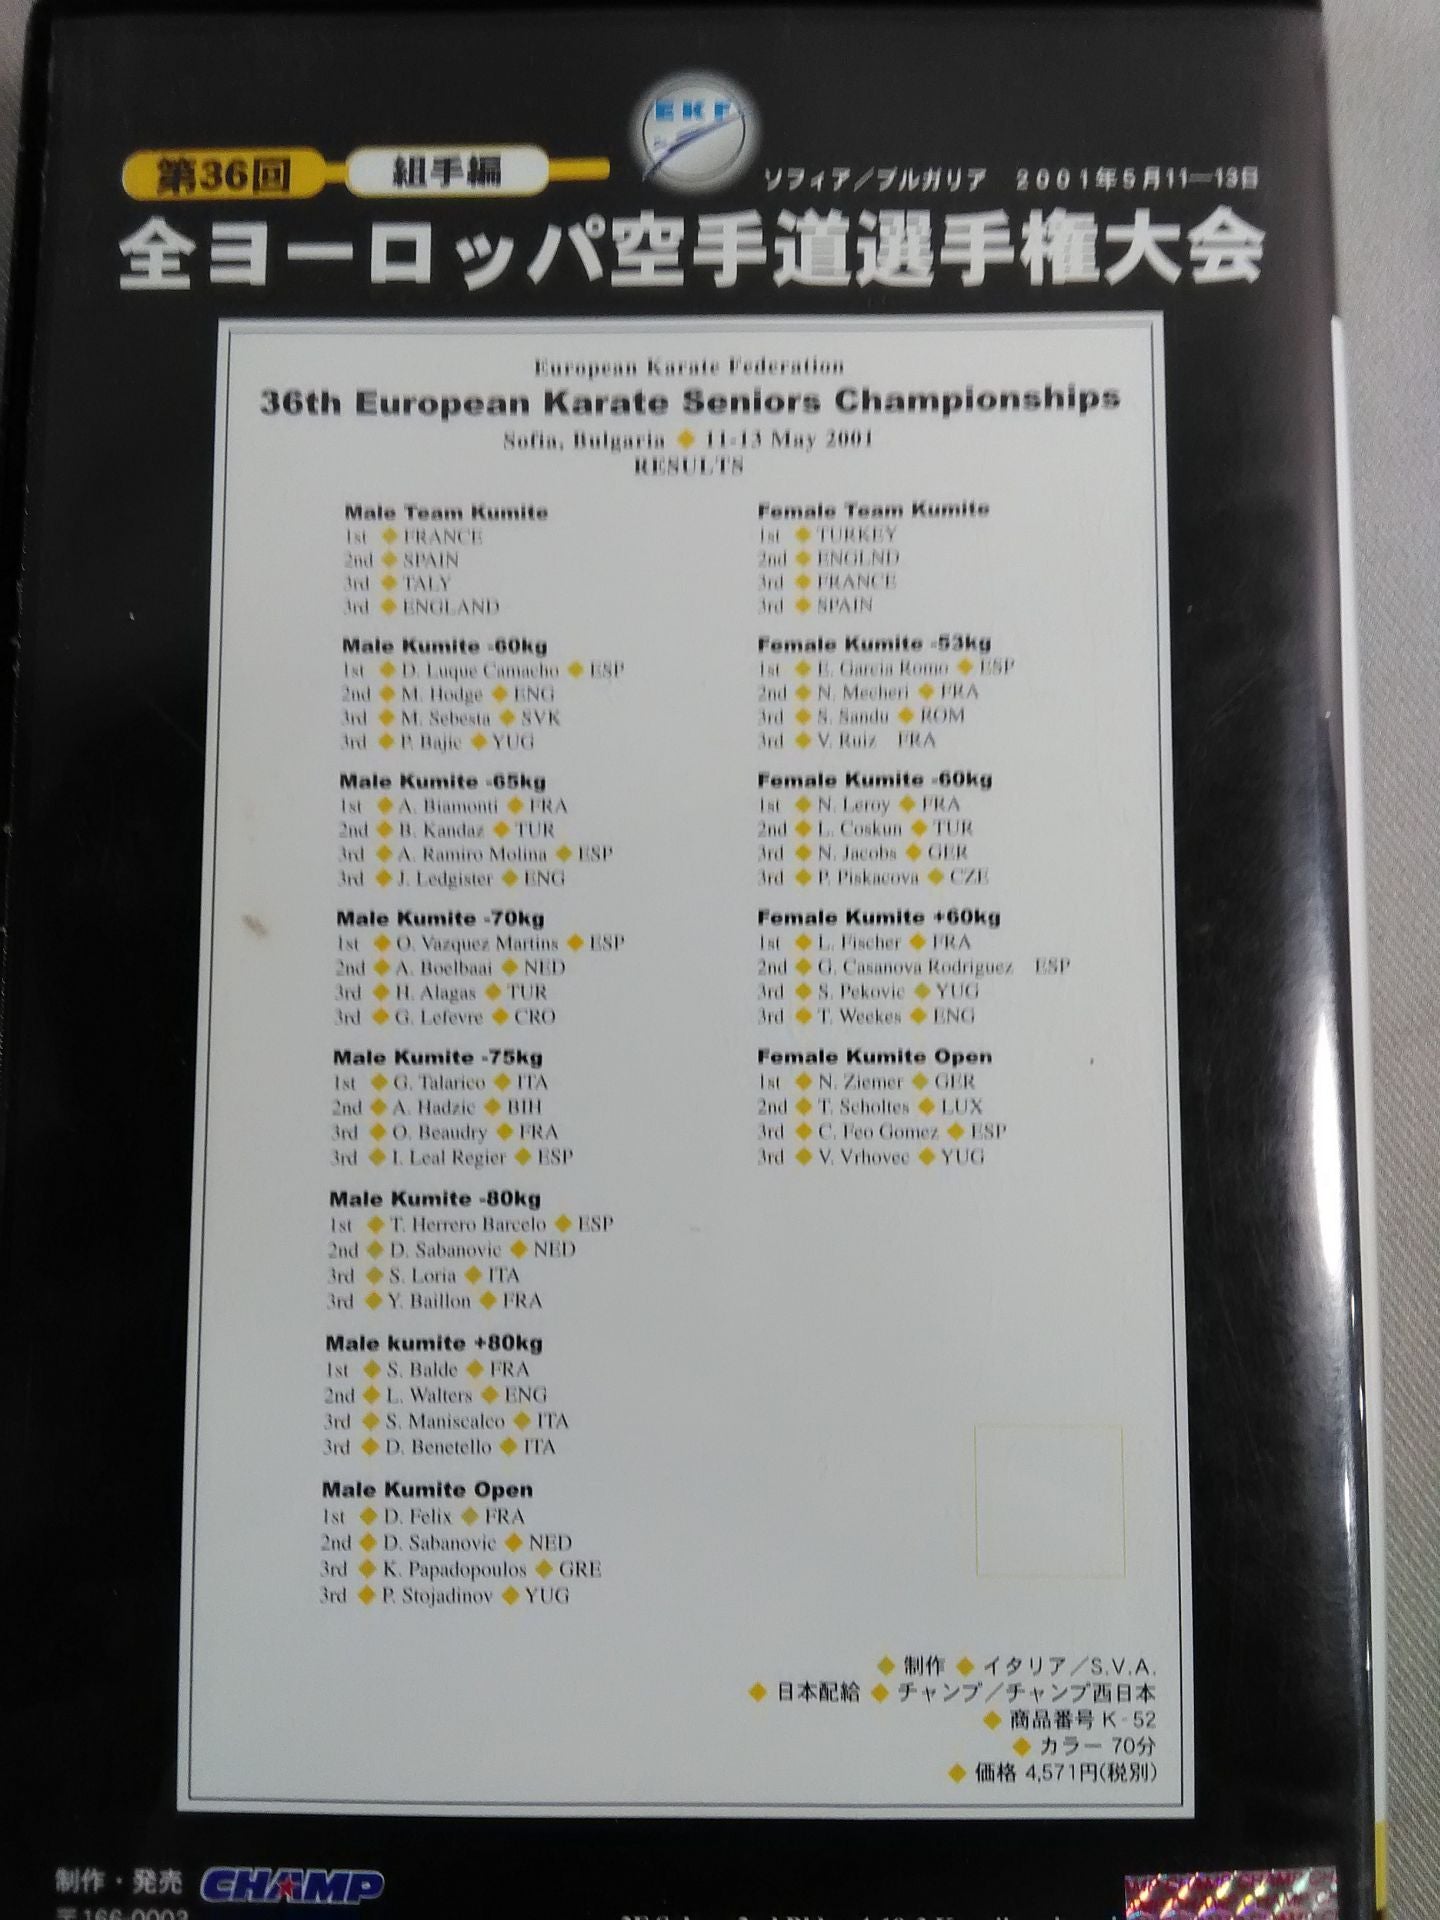 第36回 組手編
EKF
ソフィア/ブルガリア 2001年5月11—13日
全ヨーロッパ空手道選手権大会
European Karate Federation
36th European Karate Seniors Championships
Sofia, Bulgaria ◆ 11-13 May 2001
RESULTS
Male Team Kumite
1st ◆ FRANCE
2nd ◆ SPAIN
3rd ◆ TALY
3rd ◆ ENGLAND
Male Kumite -60kg
1st ◆ D. Luque Camacho ◆ ESP
2nd ◆ M. Hodge ◆ ENG
3rd ◆ M. Sebesta ◆ SVK
3rd ◆ P. Bajic ◆ YUG
Male Kumite -65kg
1st ◆ A. Biamonti ◆ FRA
2nd ◆ B. Kandaz ◆ TUR
3rd ◆ A. Ramiro Molina ◆ ESP
3rd ◆ J. Ledgister ◆ ENG
Male Kumite -70kg
1st ◆ O. Vazquez Martins ◆ ESP
2nd ◆ A. Boelbaai ◆ NED
3rd ◆ H. Alagas ◆ TUR
3rd ◆ G. Lefevre ◆ CRO
Male Kumite -75kg
1st ◆ G. Talarico ◆ ITA
2nd ◆ A. Hadzic ◆ BIH
3rd ◆ O. Beaudry ◆ FRA
3rd ◆ I. Leal Regier ◆ ESP
Male Kumite -80kg
1st ◆ T. Herrero Barcelo ◆ ESP
2nd ◆ D. Sabanovic ◆ NED
3rd ◆ S. Loria ◆ ITA
3rd ◆ Y. Baillon ◆ FRA
Male kumite +80kg
1st ◆ S. Balde ◆ FRA
2nd ◆ L. Walters ◆ ENG
3rd ◆ S. Maniscalco ◆ ITA
3rd ◆ D. Benetello ◆ ITA
Male Kumite Open
1st ◆ D. Felix ◆ FRA
2nd ◆ D. Sabanovic ◆ NED
3rd ◆ K. Papadopoulos ◆ GRE
3rd ◆ P. Stojadinov ◆ YUG
Female Team Kumite
1st ◆ TURKEY
2nd ◆ ENGLND
3rd ◆ FRANCE
3rd ◆ SPAIN
Female Kumite -53kg
1st ◆ E. Garcia Romo ◆ ESP
2nd ◆ N. Mecheri ◆ FRA
3rd ◆ S. Sandu ◆ ROM
3rd ◆ V. Ruiz FRA
Female Kumite -60kg
1st ◆ N. Leroy ◆ FRA
2nd ◆ L. Coskun ◆ TUR
3rd ◆ N. Jacobs ◆ GER
3rd ◆ P. Piskacova ◆ CZE
Female Kumite +60kg
1st ◆ L. Fischer ◆ FRA
2nd ◆ G. Casanova Rodriguez ESP
3rd ◆ S. Pekovic ◆ YUG
3rd ◆ T. Weekes ◆ ENG
Female Kumite Open
1st ◆ N. Ziemer ◆ GER
2nd ◆ T. Scholtes ◆ LUX
3rd ◆ C. Feo Gomez ◆ ESP
3rd ◆ V. Vrhovec ◆ YUG
◆ 制作 ◆ イタリア/S.V.A.
◆ 日本配給 ◆ チャンプ/チャンプ西日本
◆ 商品番号 K-52
◆ カラー 70分
◆ 価格 4,571円(税別)
制作・発売 CHAMP
〒166-0003